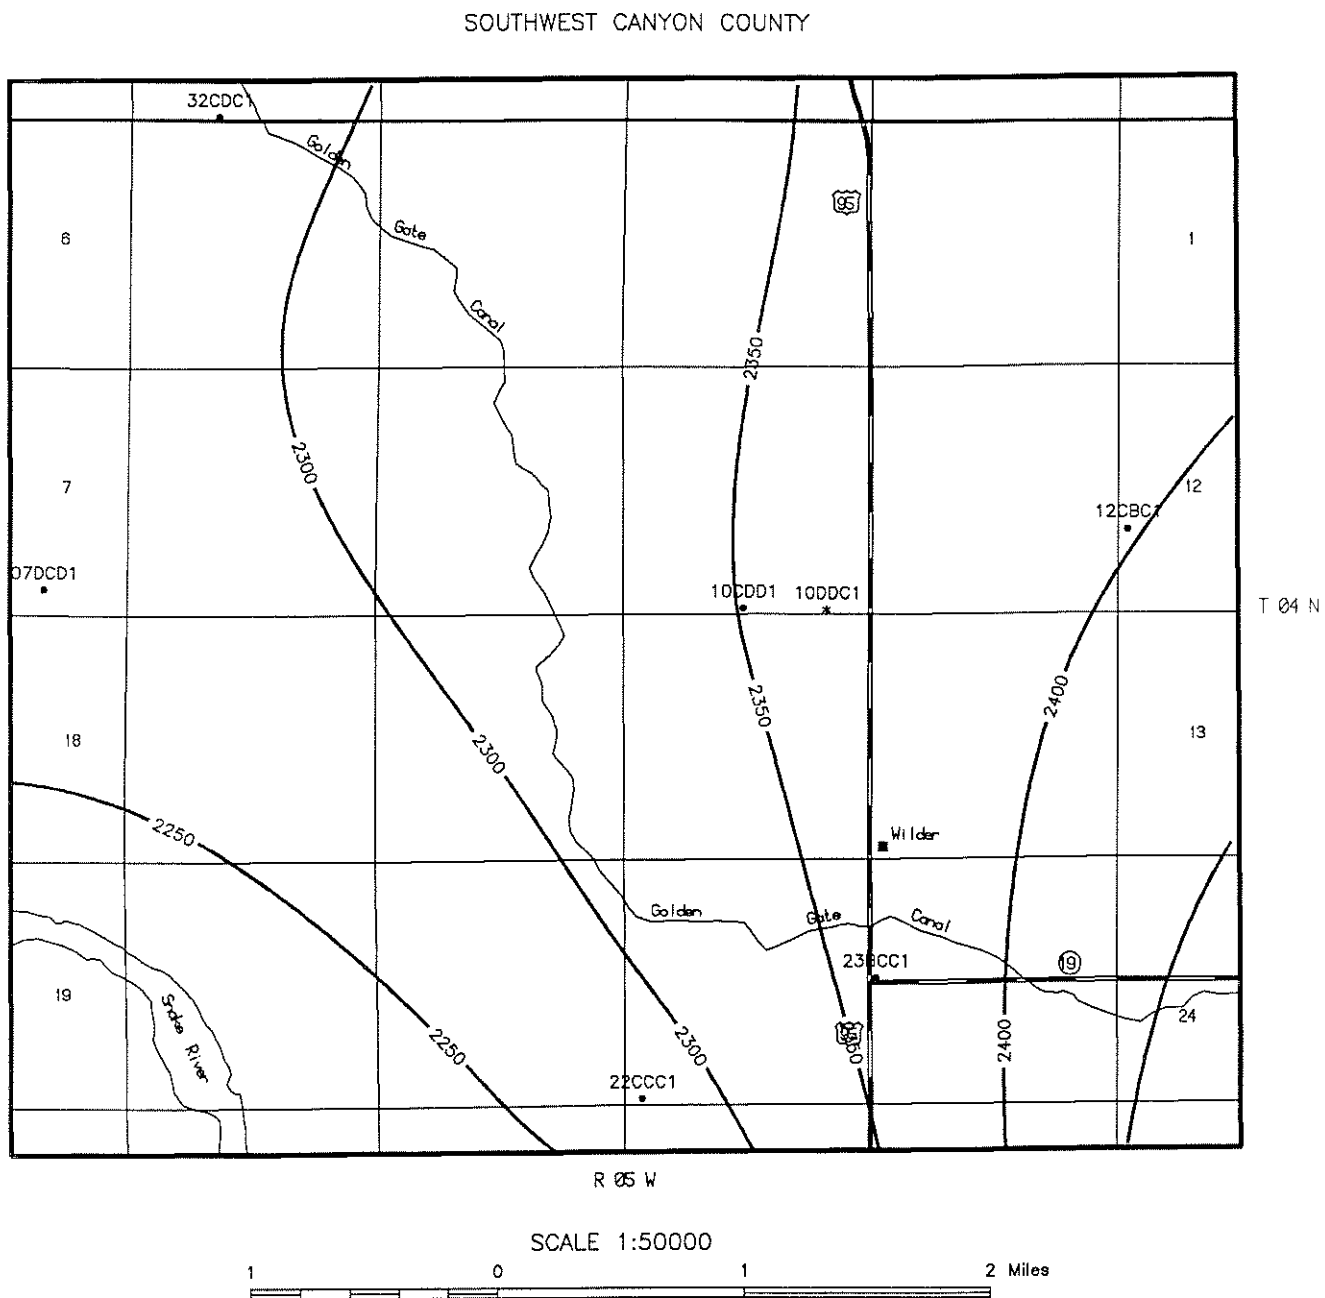 SOUTHWEST CANYON COUNTY
32CDC1
Golden
95
Gate
6
1
Canal
2350
2300
7
12
12CBC1
07DCD1
10CDD1
10DDC1
T 04 N
2400
2350
18
2300
13
2250
Wilder
Golden
Gate
Canal
23BCC1
19
19
Snake River
24
2250
2300
95
2350
2400
22CCC1
R 05 W
SCALE 1:50000
1 0 1 2 Miles